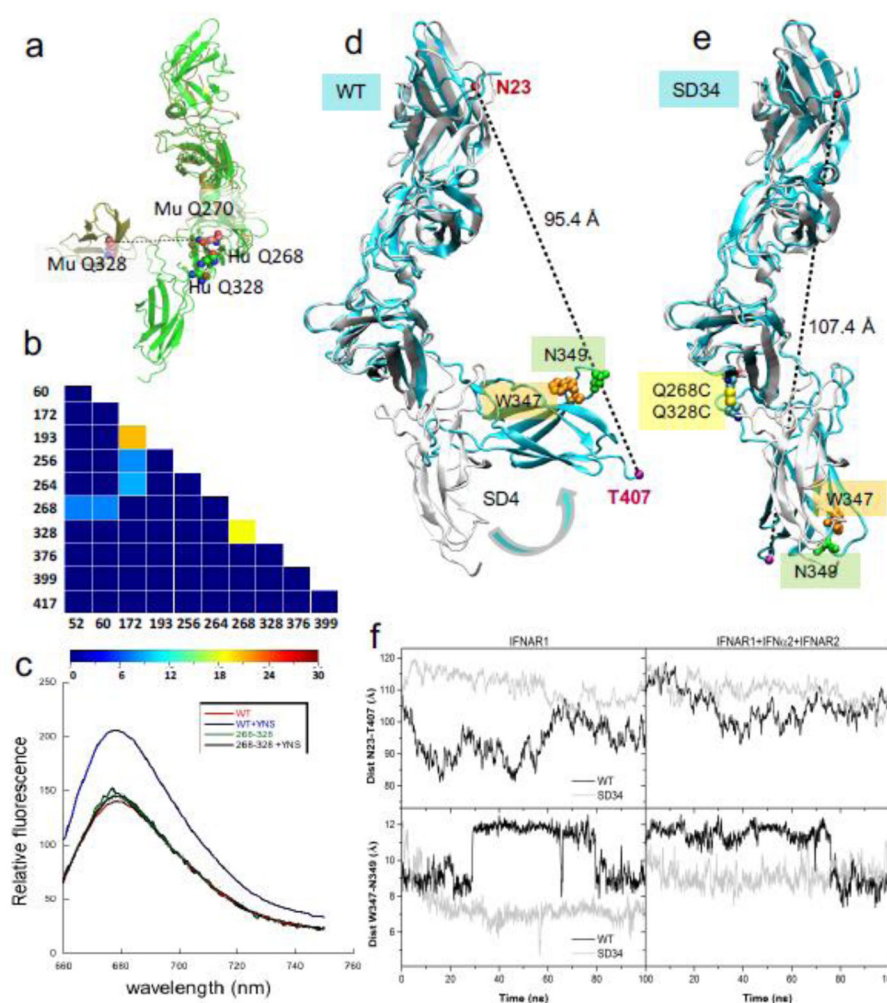 a
Mu Q270
Mu Q328
Hu Q268
Hu Q328
b
60
172
193
256
264
268
328
376
399
417
52 60 172 193 256 264 268 328 376 399
0 6 12 18 24 30
c
250
200
150
100
50
0
Relative fluorescence
WT
WT+YNS
268-328
268-328 +YNS
660 680 700 720 740 760
wavelength (nm)
d
WT
N23
95.4 Å
N349
W347
SD4
T407
e
SD34
107.4 Å
Q268C
Q328C
W347
N349
f
IFNAR1
IFNAR1+IFNα2+IFNAR2
Dist N23-T407 (Å)
120
110
100
90
80
WT
SD34
Dist W347-N349 (Å)
12
10
8
6
WT
SD34
0 20 40 60 80 0 20 40 60 80 100
Time (ns)
Time (ns)